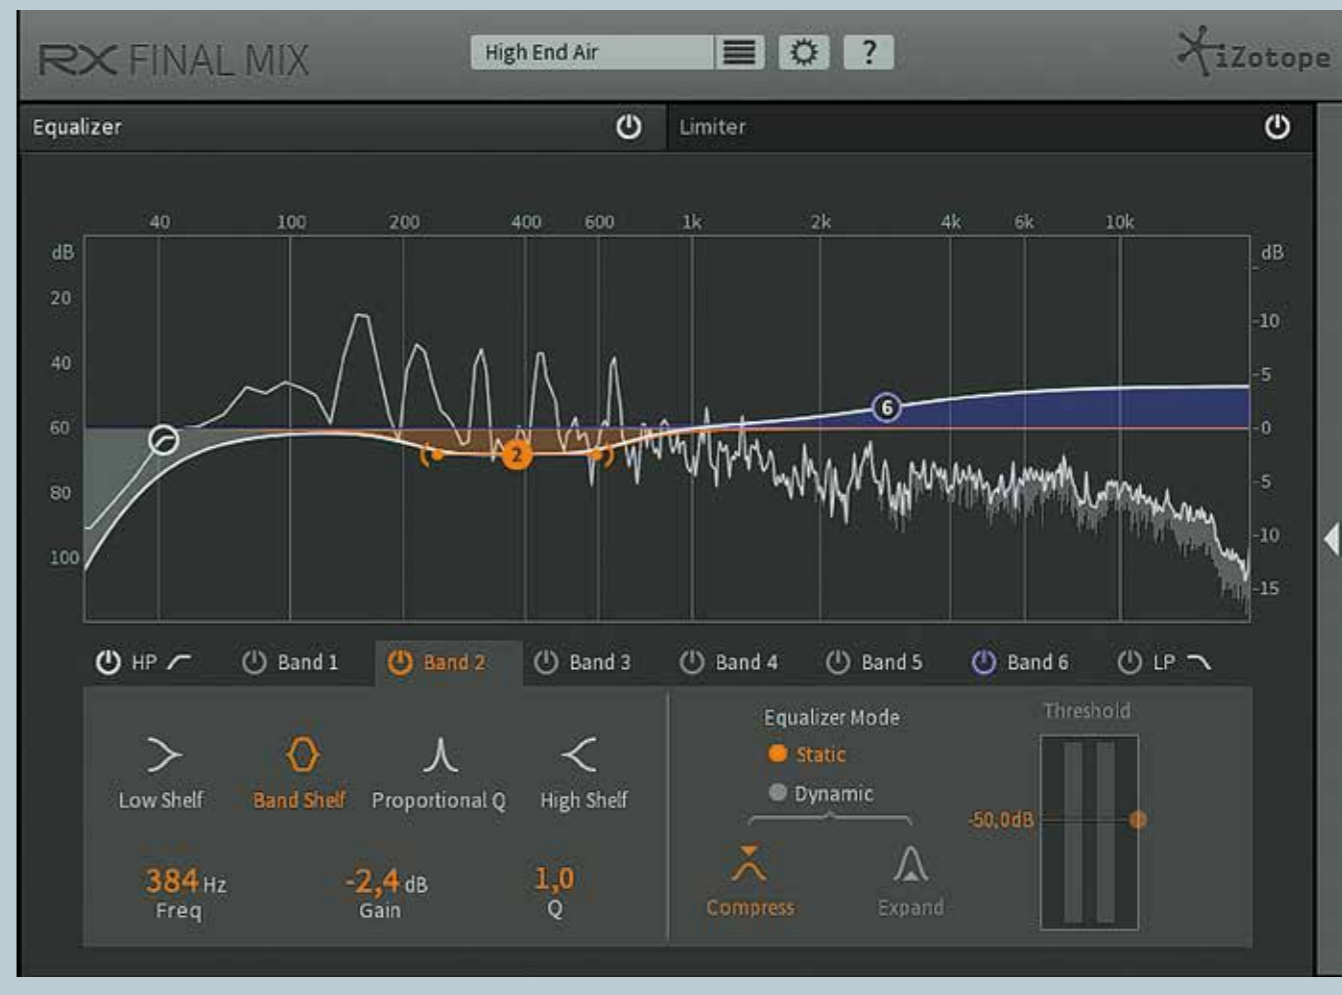 RX FINAL MIX
High End Air
?
iZotope
Equalizer
Limiter
40 100 200 400 600 1k 2k 4k 6k 10k
dB dB
20
-10
40
-5
60 -0
6
2
80
-5
-10
100
-15
HP Band 1 Band 2 Band 3 Band 4 Band 5 Band 6 LP
Equalizer Mode
Threshold
Static
Dynamic
Low Shelf Band Shelf Proportional Q High Shelf
-50,0dB
384 Hz -2,4 dB 1,0
Freq Gain Q
Compress Expand